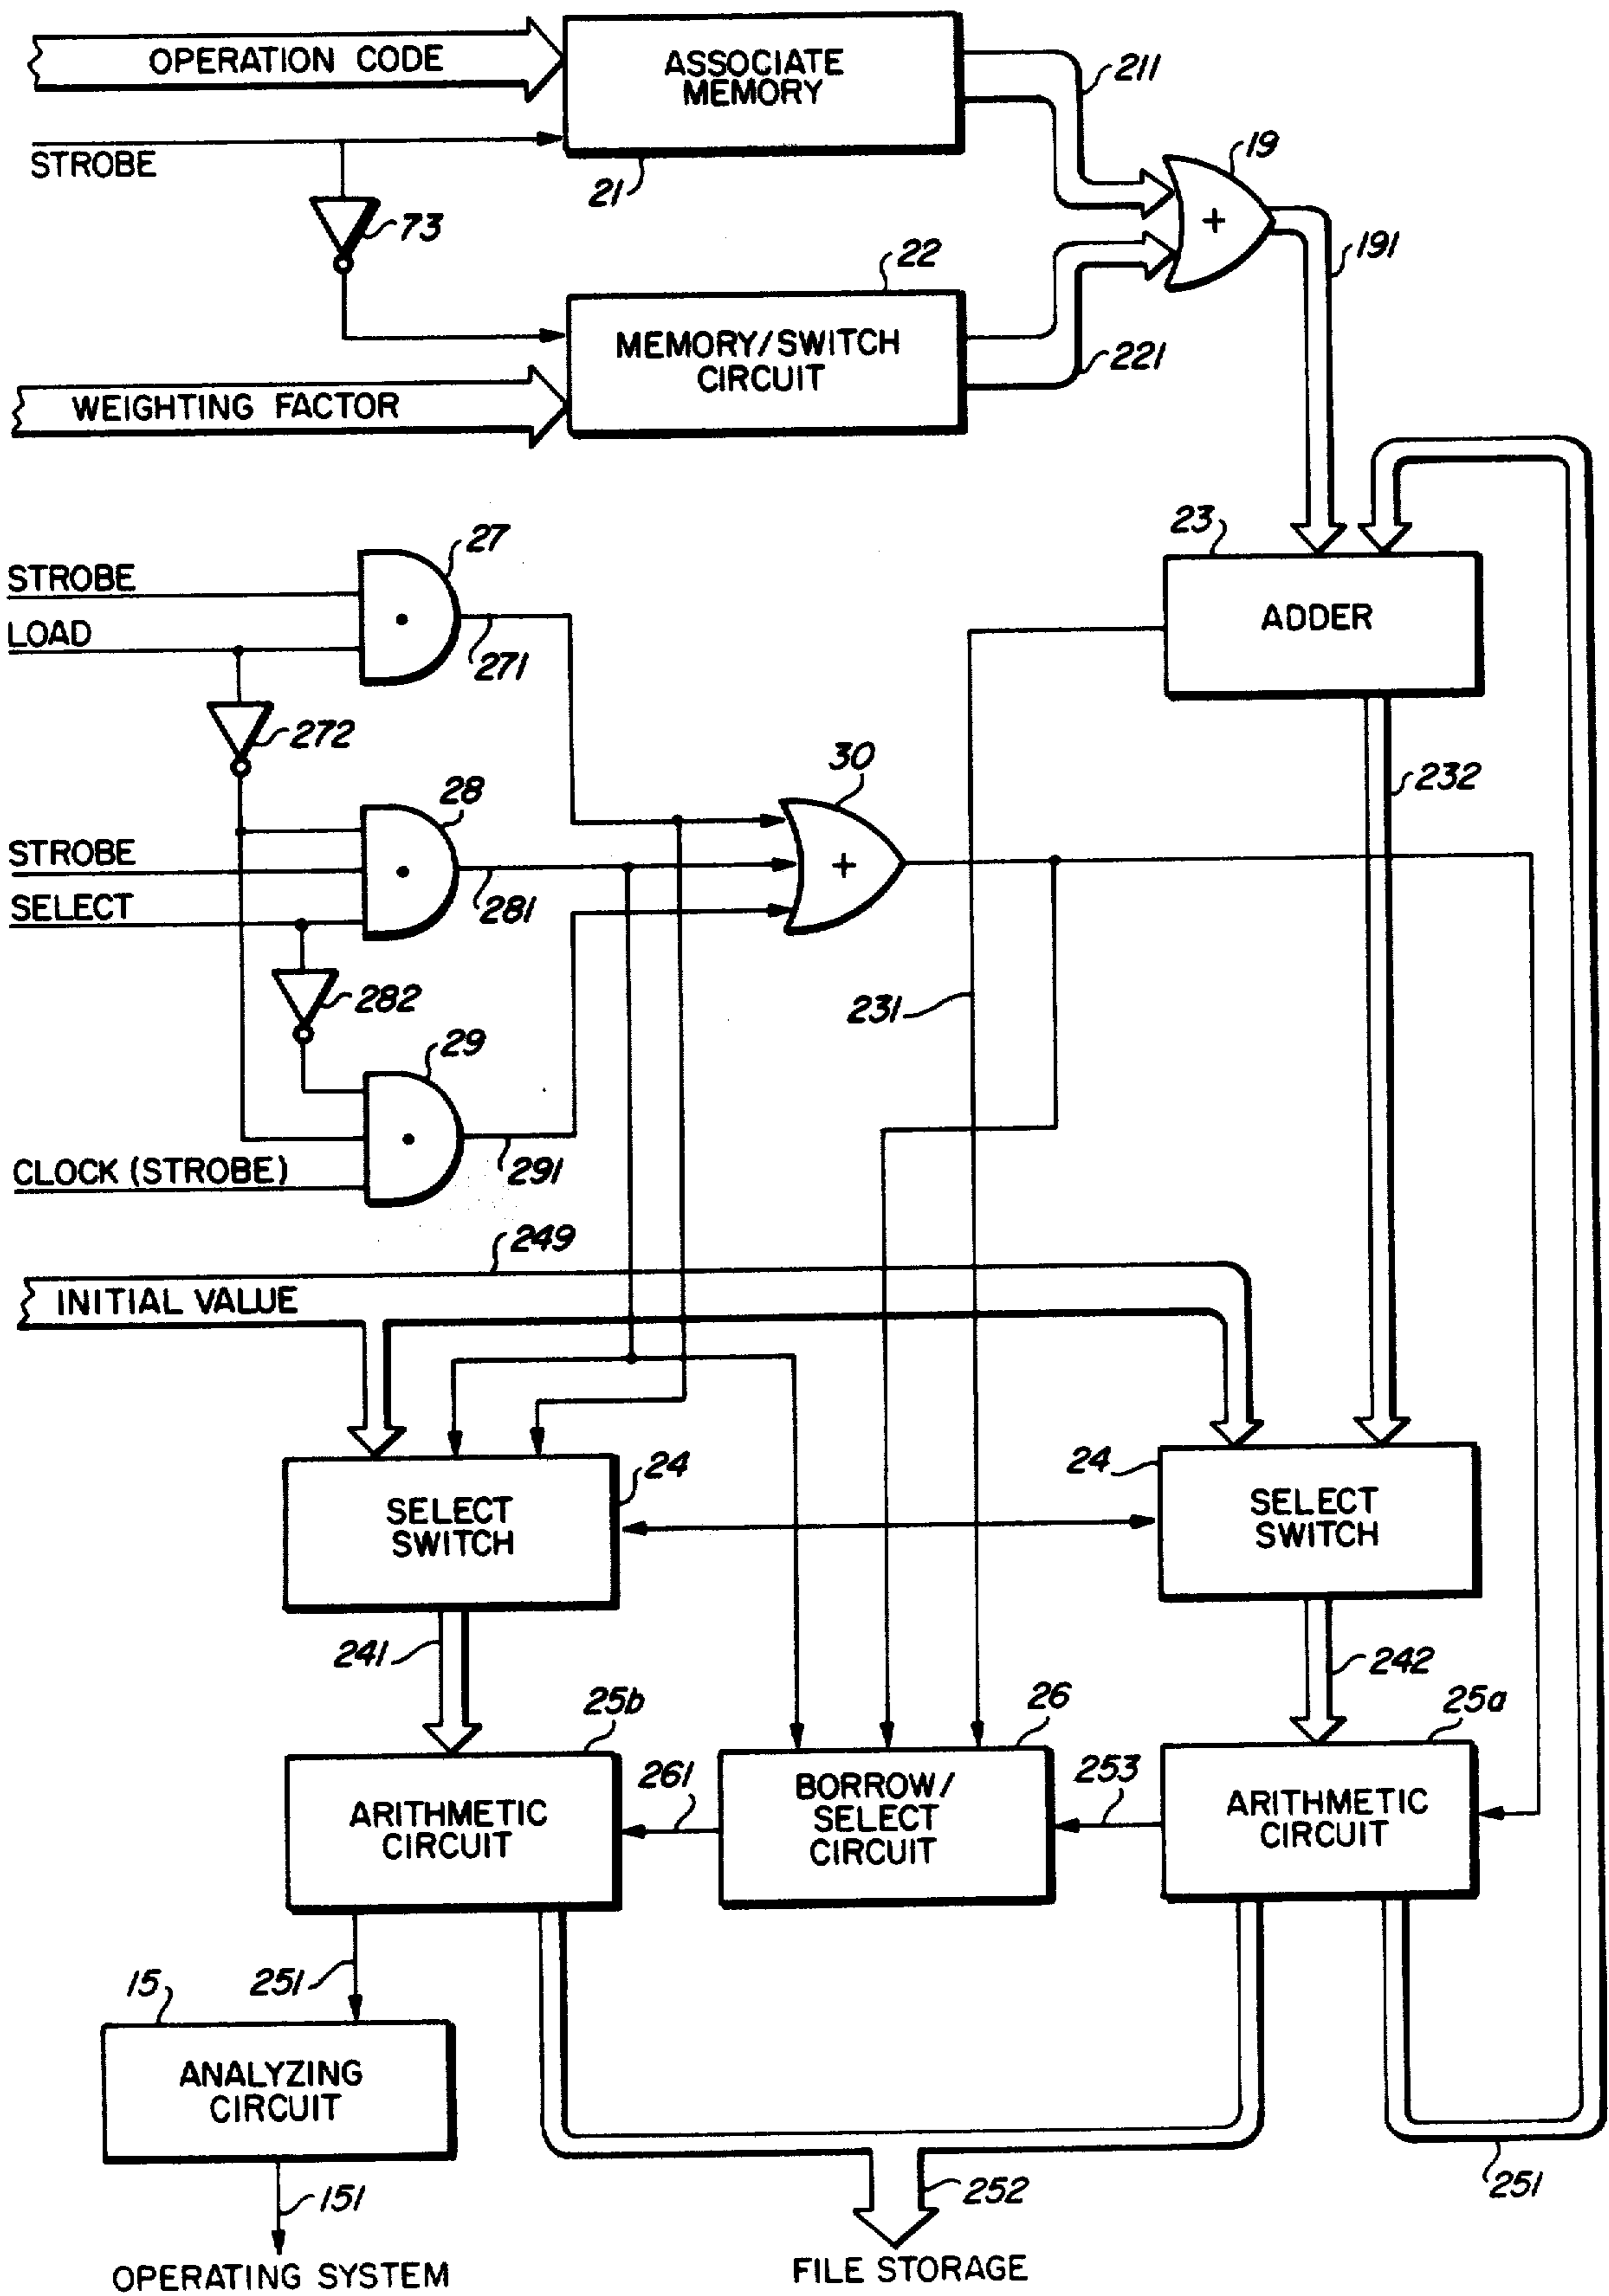 OPERATION CODE
ASSOCIATE
MEMORY
211
STROBE
21
19
73
+
191
22
MEMORY/SWITCH
CIRCUIT
221
WEIGHTING FACTOR
27
23
STROBE
ADDER
LOAD
271
272
30
232
28
STROBE
+
SELECT
281
282
231
29
CLOCK (STROBE)
291
249
INITIAL VALUE
24
24
SELECT
SWITCH
SELECT
SWITCH
241
242
25b
26
25a
261
253
ARITHMETIC
CIRCUIT
BORROW/
SELECT
CIRCUIT
ARITHMETIC
CIRCUIT
15
251
ANALYZING
CIRCUIT
151
252
251
OPERATING SYSTEM
FILE STORAGE